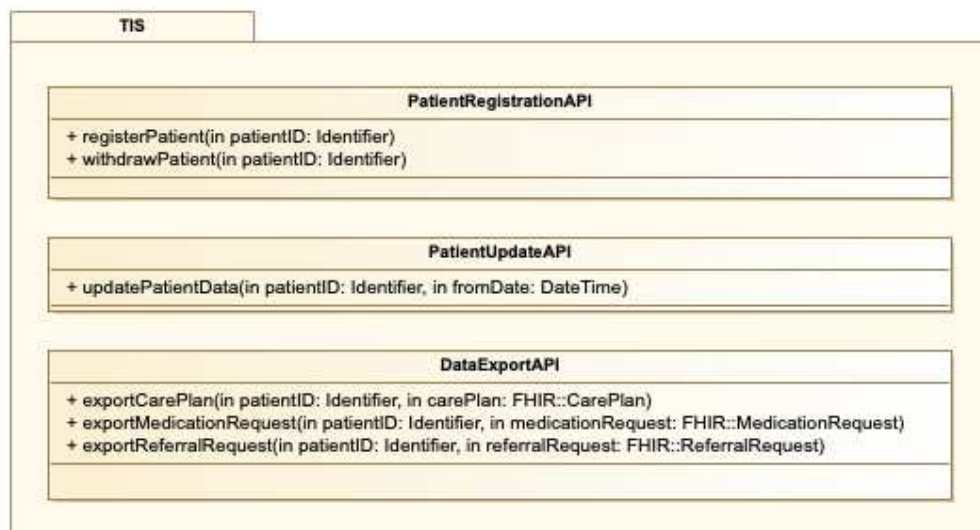 TIS
PatientRegistrationAPI
+ registerPatient(in patientID: Identifier)
+ withdrawPatient(in patientID: Identifier)
PatientUpdateAPI
+ updatePatientData(in patientID: Identifier, in fromDate: DateTime)
DataExportAPI
+ exportCarePlan(in patientID: Identifier, in carePlan: FHIR::CarePlan)
+ exportMedicationRequest(in patientID: Identifier, in medicationRequest: FHIR::MedicationRequest)
+ exportReferralRequest(in patientID: Identifier, in referralRequest: FHIR::ReferralRequest)